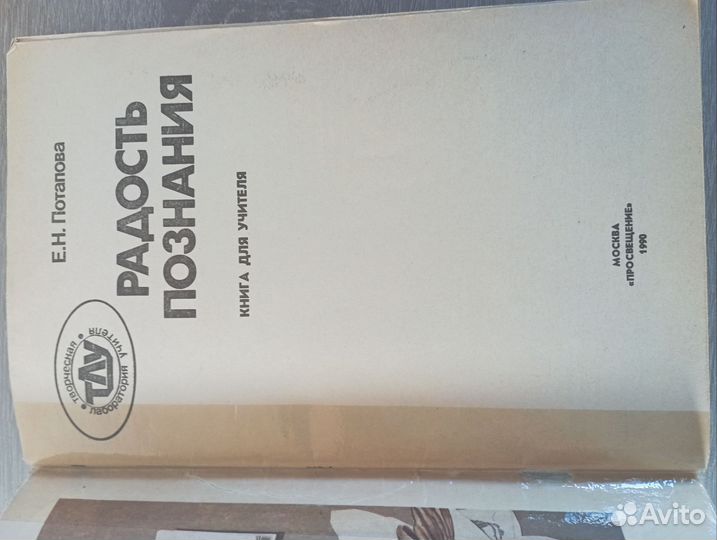 Творческая
ТЛУ
Лаборатория Учителя
Е.Н. Потапова
РАДОСТЬ
ПОЗНАНИЯ
КНИГА ДЛЯ УЧИТЕЛЯ
МОСКВА
«ПРОСВЕЩЕНИЕ»
1990
Avito